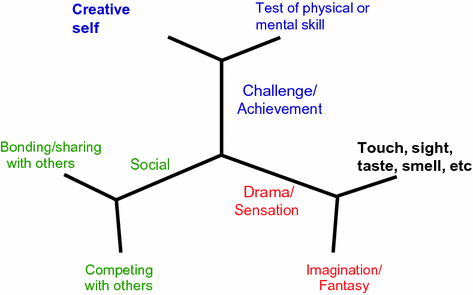 Creative
self
Test of physical or
mental skill
Challenge/
Achievement
Bonding/sharing
with others
Social
Touch, sight,
taste, smell, etc
Drama/
Sensation
Competing
with others
Imagination/
Fantasy